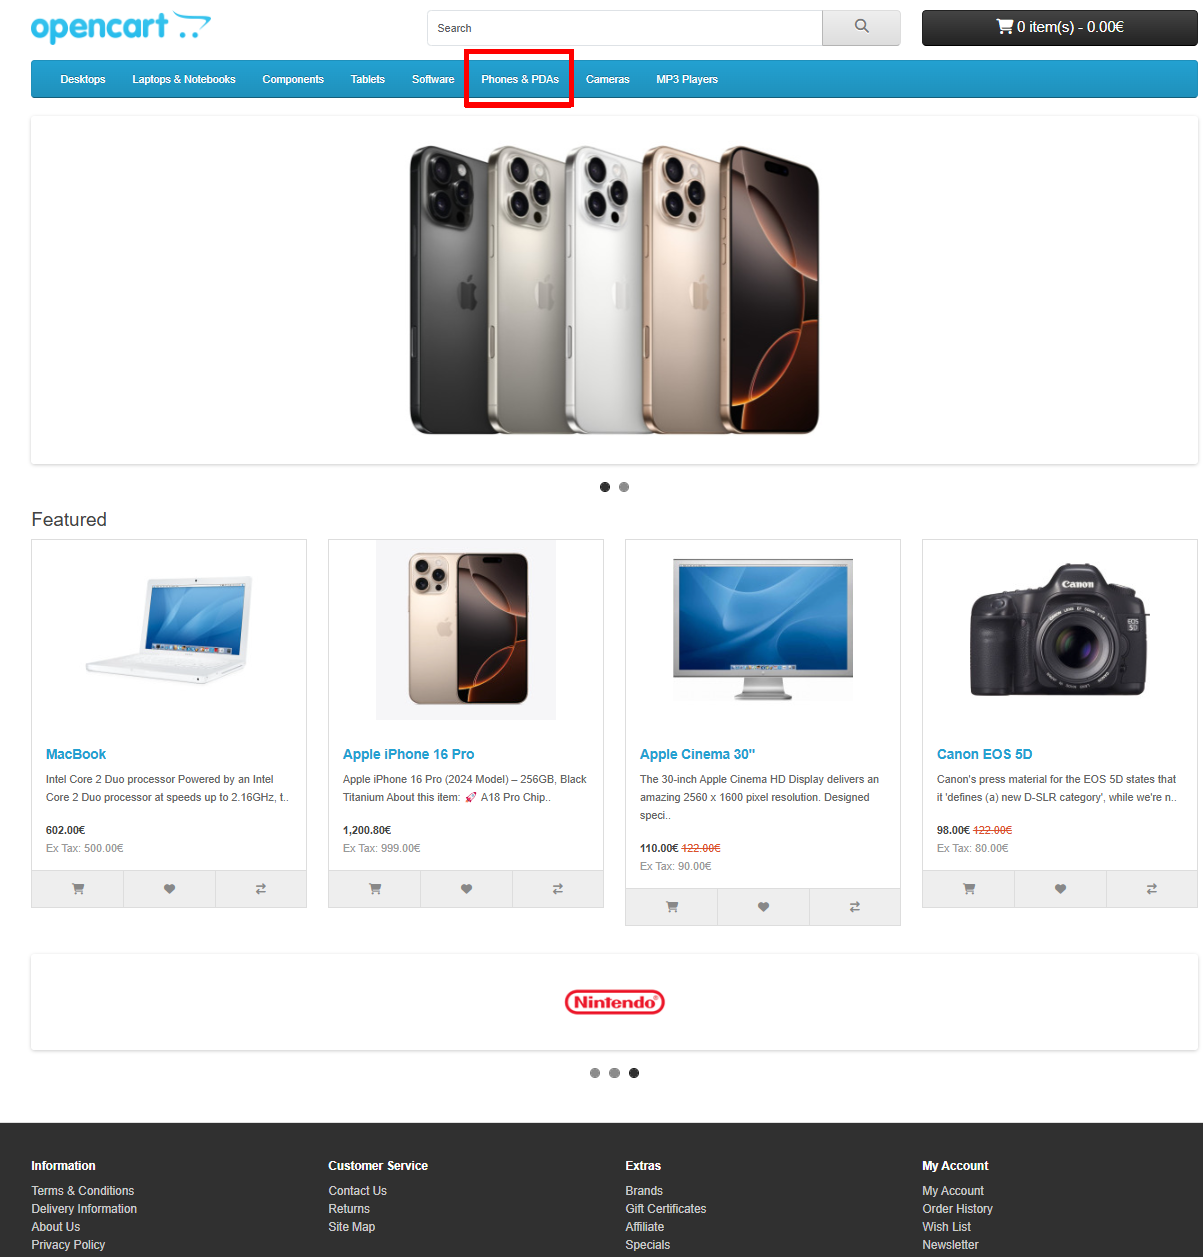 opencart
Search
0 item(s) - 0.00€
Desktops Laptops & Notebooks Components Tablets Software Phones & PDAs Cameras MP3 Players
Featured
Canon
MacBook
Intel Core 2 Duo processor Powered by an Intel
Core 2 Duo processor at speeds up to 2.16GHz, t..
602.00€
Ex Tax: 500.00€
Apple iPhone 16 Pro
Apple iPhone 16 Pro (2024 Model) – 256GB, Black
Titanium About this item: 🚀 A18 Pro Chip..
1,200.80€
Ex Tax: 999.00€
Apple Cinema 30"
The 30-inch Apple Cinema HD Display delivers an
amazing 2560 x 1600 pixel resolution. Designed
speci..
110.00€ 122.00€
Ex Tax: 90.00€
Canon EOS 5D
Canon's press material for the EOS 5D states that
it 'defines (a) new D-SLR category', while we're n..
98.00€ 122.00€
Ex Tax: 80.00€
Nintendo
Information
Terms & Conditions
Delivery Information
About Us
Privacy Policy
Customer Service
Contact Us
Returns
Site Map
Extras
Brands
Gift Certificates
Affiliate
Specials
My Account
My Account
Order History
Wish List
Newsletter